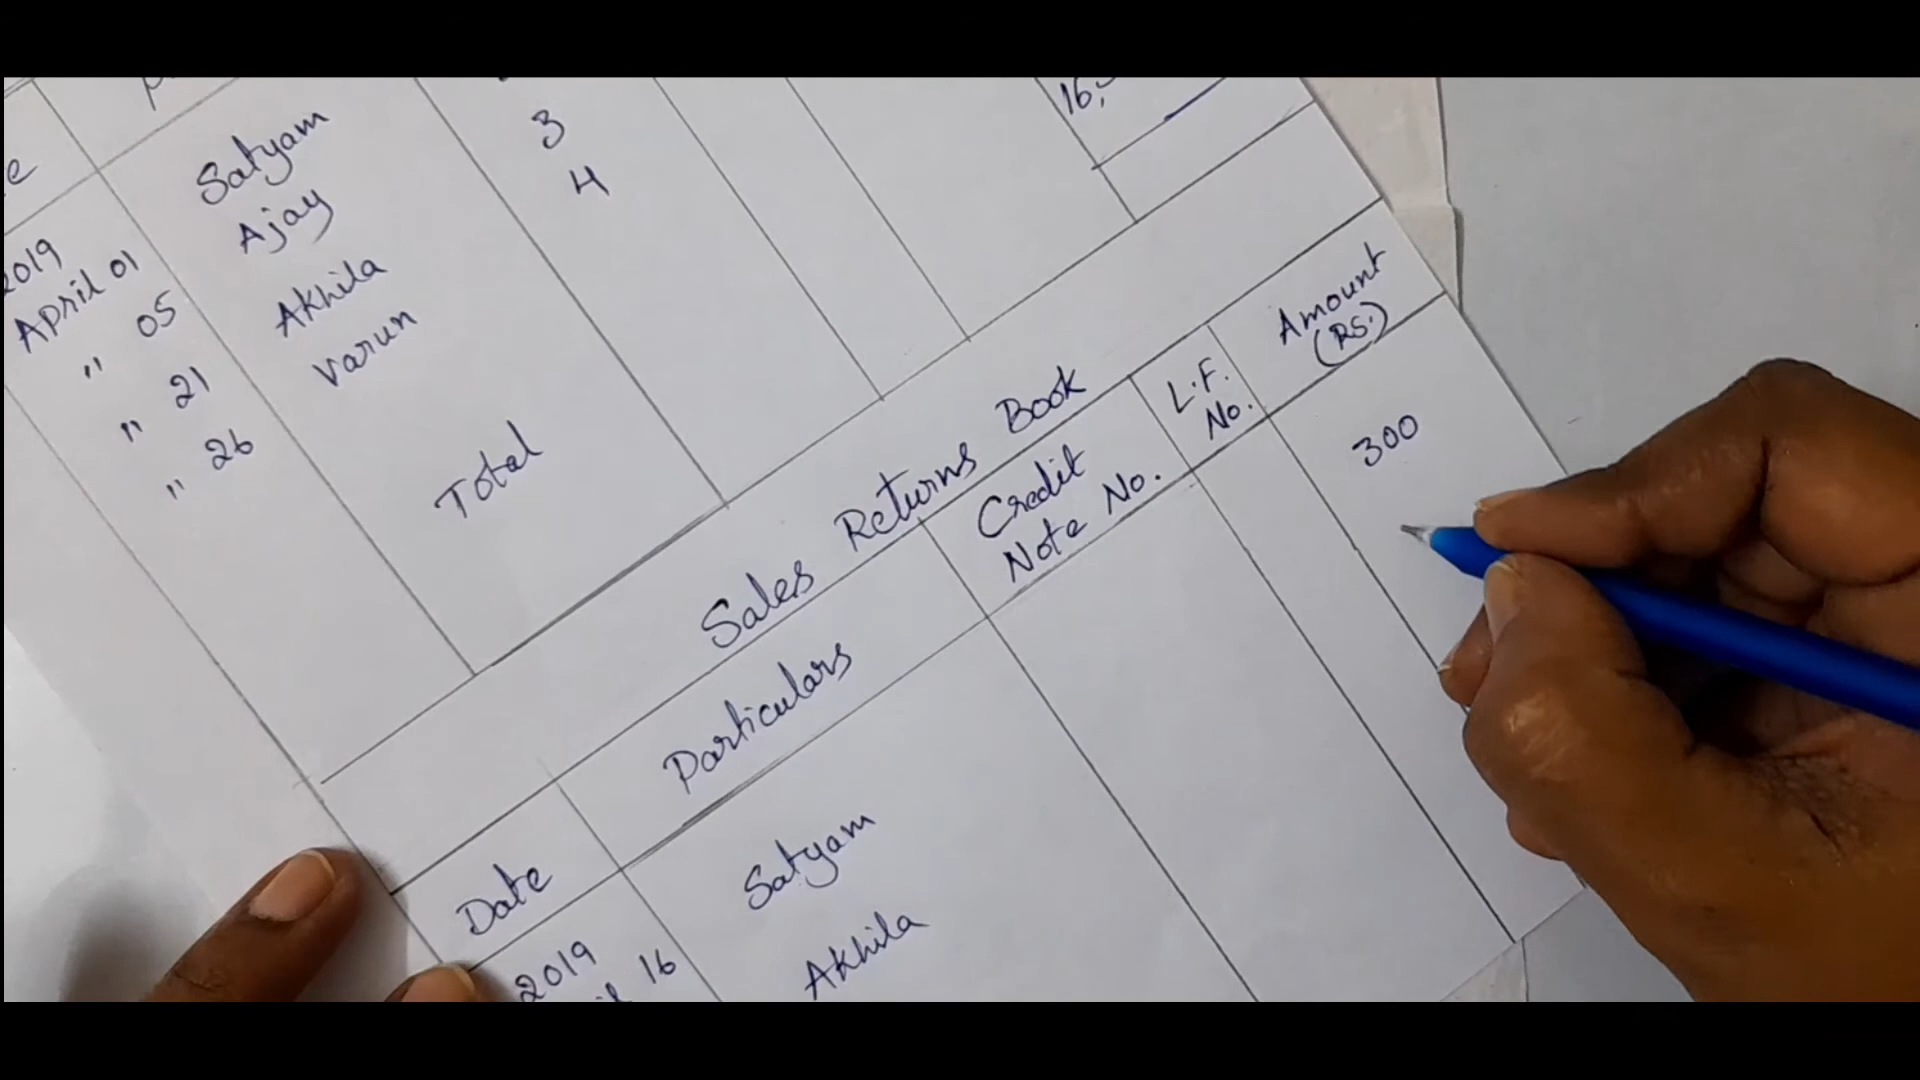 2019
Satyam 3
April 01 Ajay 4
" 05 Akhila
" 21 Varun
" 26
Total
16,
Sales Returns Book
Date Particulars Credit Note No. L.F. No. Amount (Rs.)
2019
16 Satyam 300
Akhila